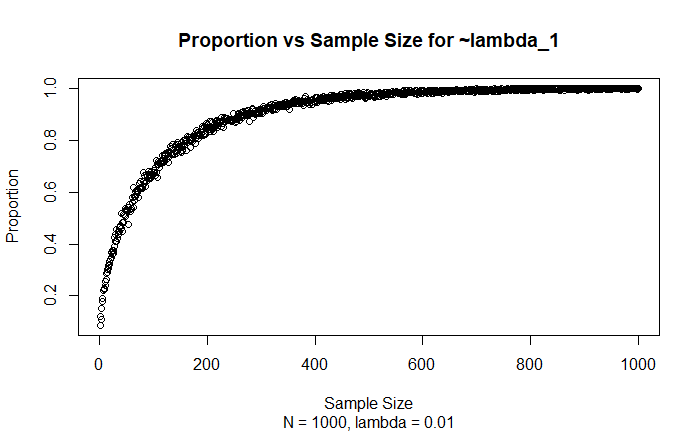 Proportion vs Sample Size for ~lambda_1
1.0
0.8
0.6
0.4
0.2
Proportion
0 200 400 600 800 1000
Sample Size
N = 1000, lambda = 0.01